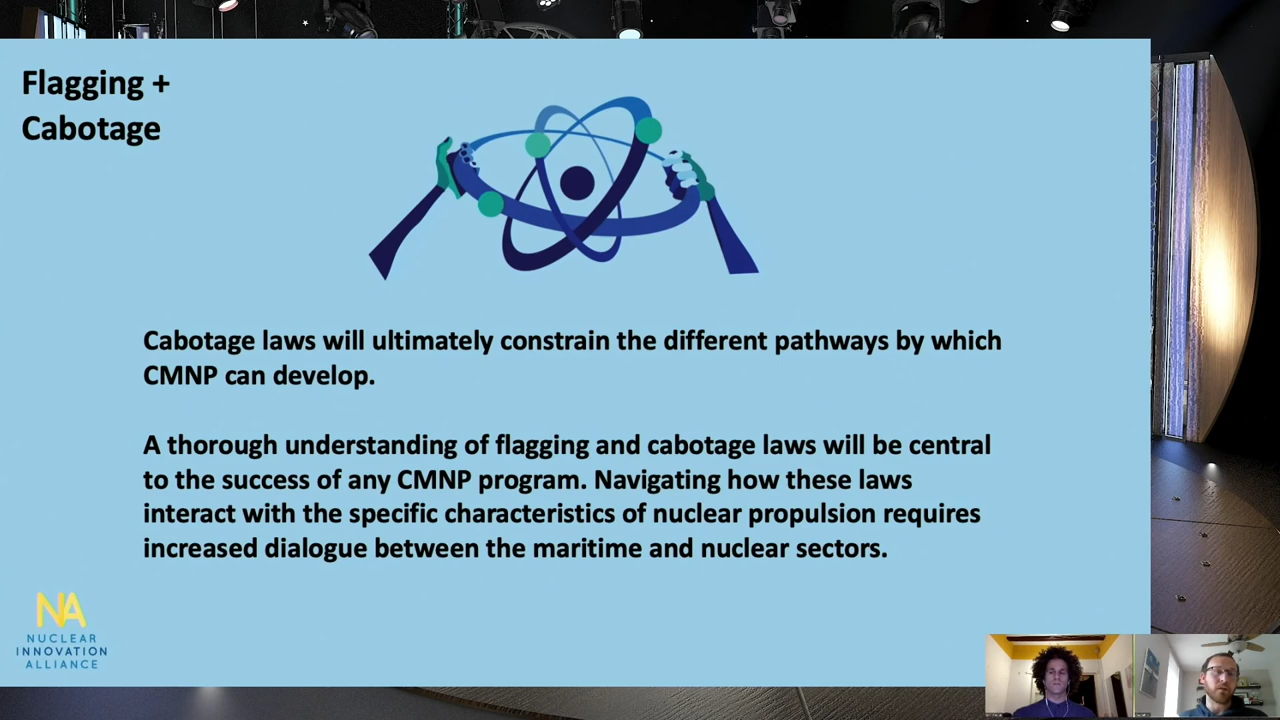 Flagging +
Cabotage
Cabotage laws will ultimately constrain the different pathways by which
CMNP can develop.
A thorough understanding of flagging and cabotage laws will be central
to the success of any CMNP program. Navigating how these laws
interact with the specific characteristics of nuclear propulsion requires
increased dialogue between the maritime and nuclear sectors.
NA
NUCLEAR
INNOVATION
ALLIANCE